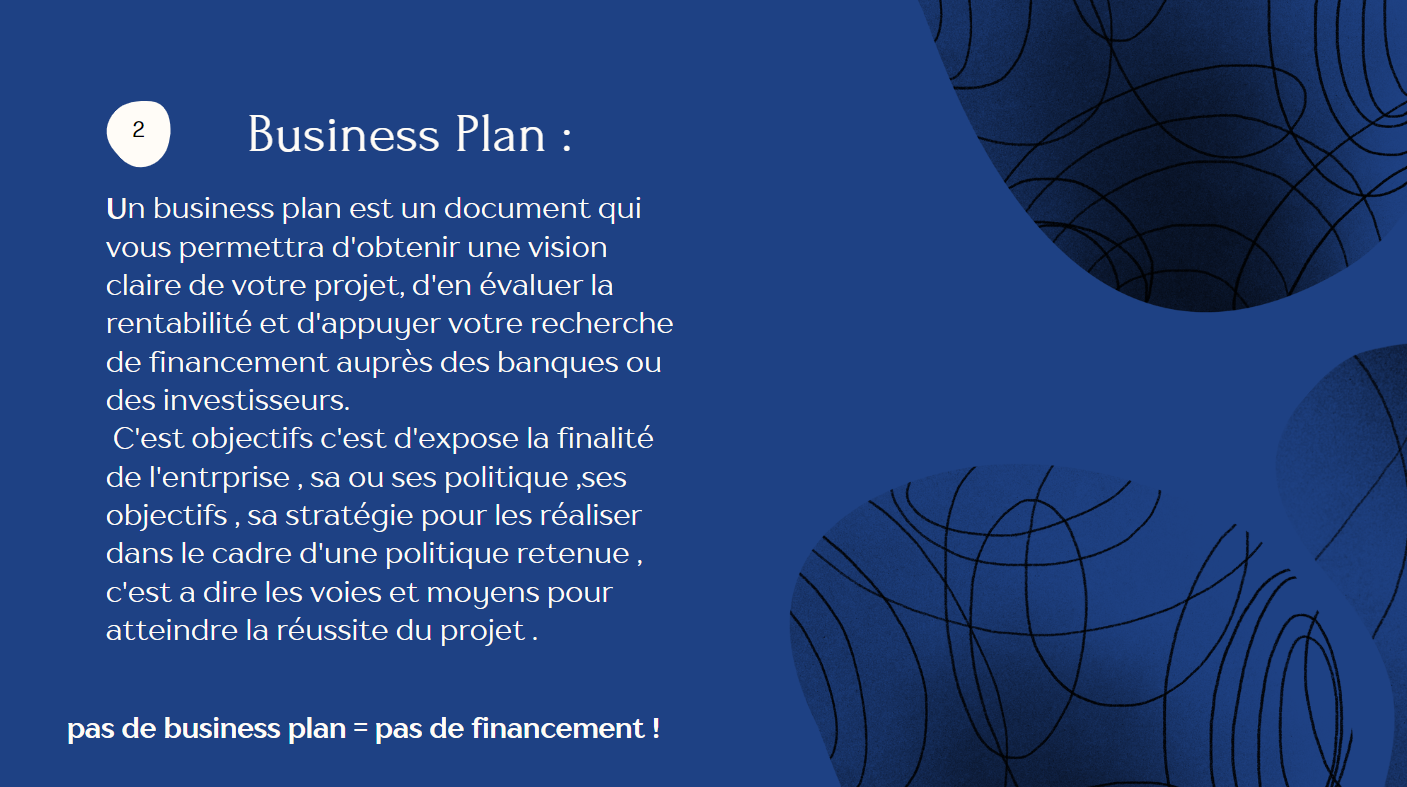 2
Business Plan :
Un business plan est un document qui
vous permettra d'obtenir une vision
claire de votre projet, d'en évaluer la
rentabilité et d'appuyer votre recherche
de financement auprès des banques ou
des investisseurs.
C'est objectifs c'est d'expose la finalité
de l'entrprise , sa ou ses politique ,ses
objectifs , sa stratégie pour les réaliser
dans le cadre d'une politique retenue ,
c'est a dire les voies et moyens pour
atteindre la réussite du projet .
pas de business plan = pas de financement !